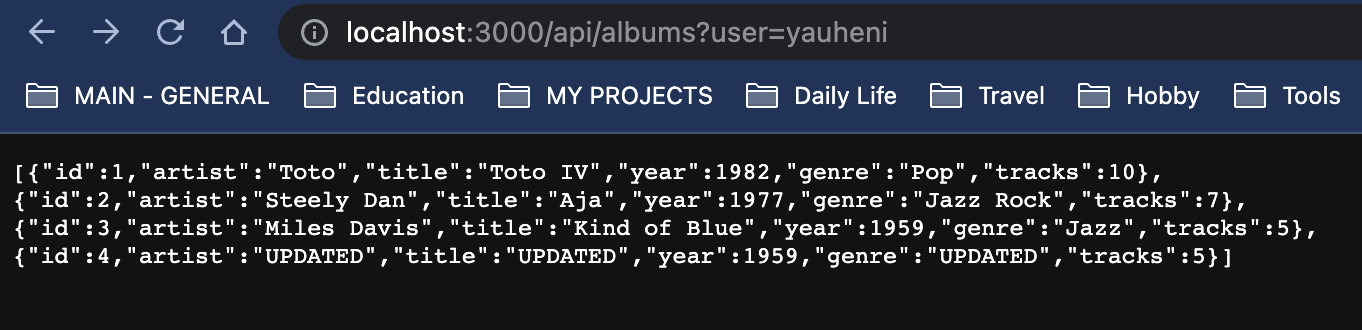 localhost:3000/api/albums?user=yauheni
MAIN - GENERAL Education MY PROJECTS Daily Life Travel Hobby Tools
[{"id":1,"artist":"Toto","title":"Toto IV","year":1982,"genre":"Pop","tracks":10},
{"id":2,"artist":"Steely Dan","title":"Aja","year":1977,"genre":"Jazz Rock","tracks":7},
{"id":3,"artist":"Miles Davis","title":"Kind of Blue","year":1959,"genre":"Jazz","tracks":5},
{"id":4,"artist":"UPDATED","title":"UPDATED","year":1959,"genre":"UPDATED","tracks":5}]